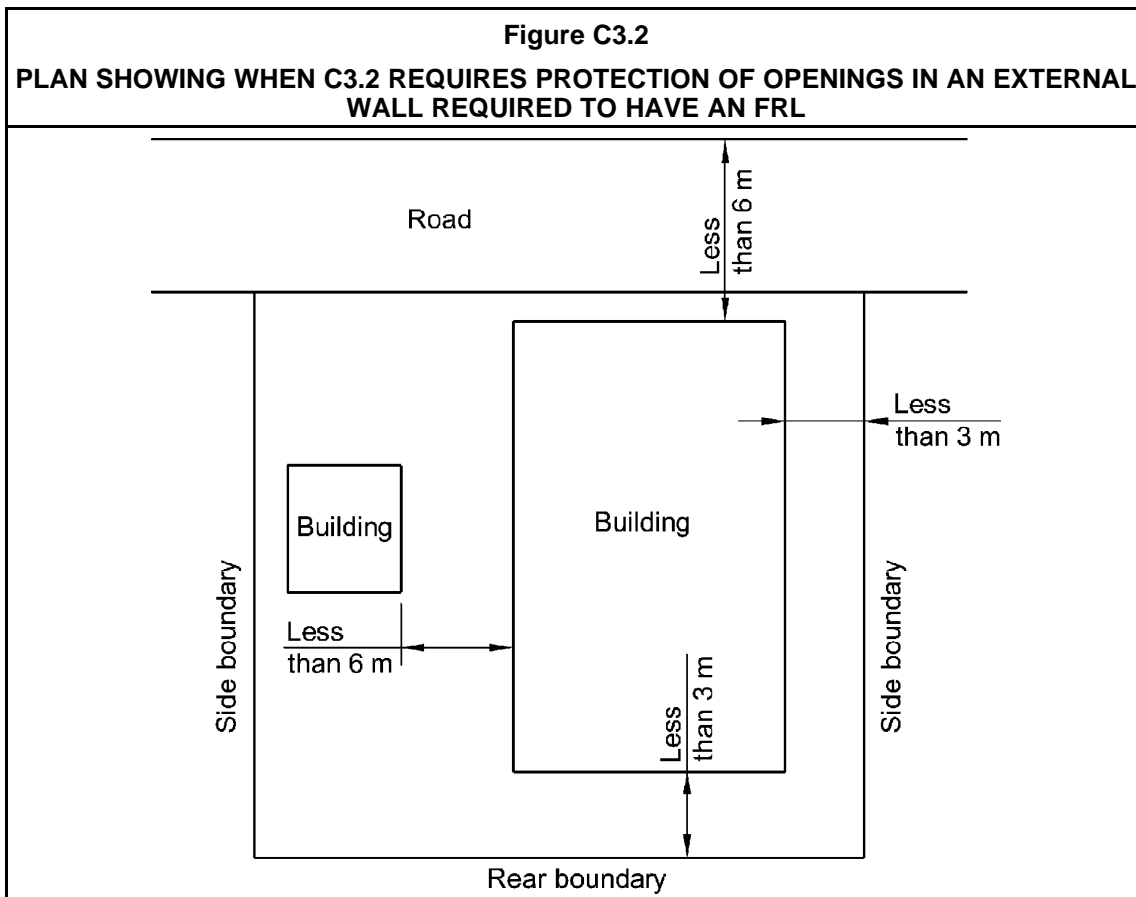 Figure C3.2
PLAN SHOWING WHEN C3.2 REQUIRES PROTECTION OF OPENINGS IN AN EXTERNAL
WALL REQUIRED TO HAVE AN FRL
Road
Less
than 6 m
Less
than 3 m
Building
Building
Side boundary
Less
than 6 m
Less
than 3 m
Side boundary
Rear boundary